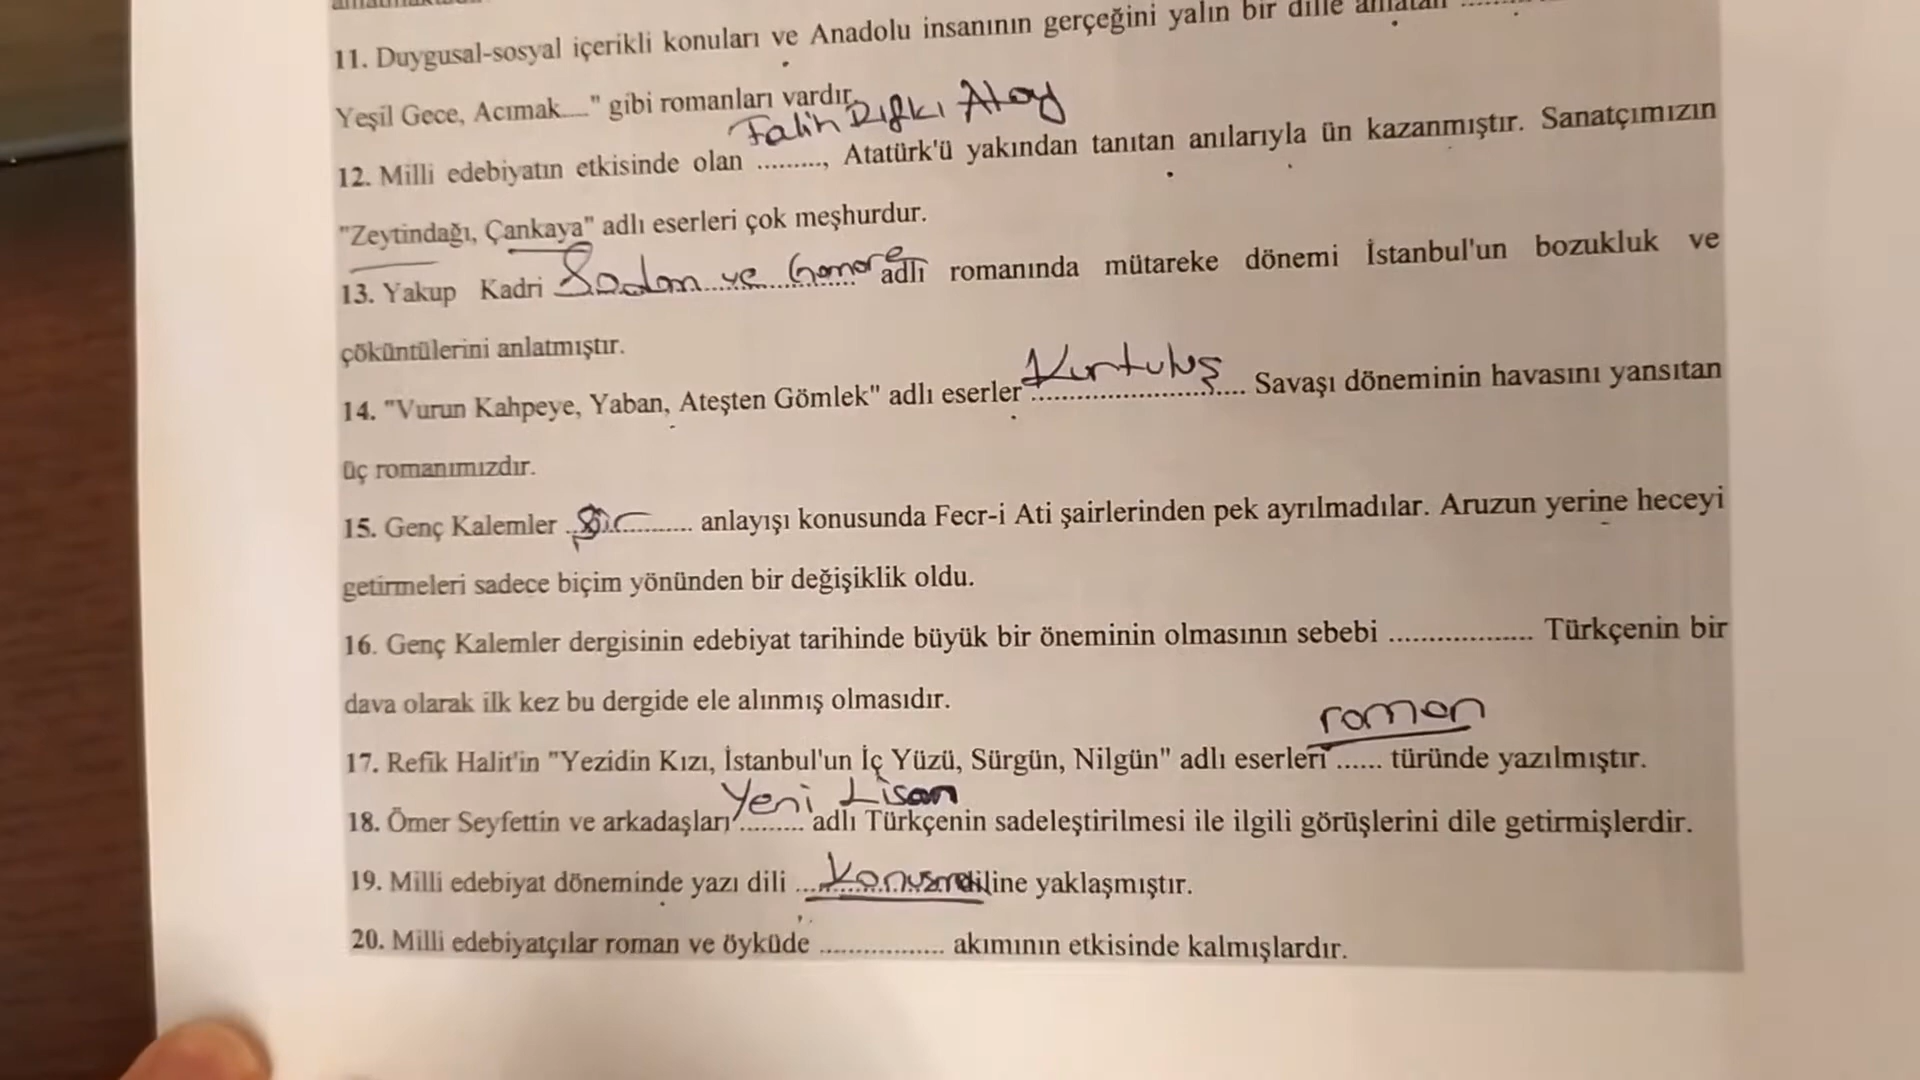 11. Duygusal-sosyal içerikli konuları ve Anadolu insanının gerçeğini yalın bir dille anlatan ........
Yeşil Gece, Acımak....." gibi romanları vardır.
Falih Rıfkı Atay
12. Milli edebiyatın etkisinde olan ........., Atatürk'ü yakından tanıtan anılarıyla ün kazanmıştır. Sanatçımızın
"Zeytindağı, Çankaya" adlı eserleri çok meşhurdur.
13. Yakup Kadri Sodom ve Gomore adlı romanında mütareke dönemi İstanbul'un bozukluk ve
çöküntülerini anlatmıştır.
14. "Vurun Kahpeye, Yaban, Ateşten Gömlek" adlı eserler Kurtuluş Savaşı döneminin havasını yansıtan
üç romanımızdır.
15. Genç Kalemler şiir anlayışı konusunda Fecr-i Ati şairlerinden pek ayrılmadılar. Aruzun yerine heceyi
getirmeleri sadece biçim yönünden bir değişiklik oldu.
16. Genç Kalemler dergisinin edebiyat tarihinde büyük bir öneminin olmasının sebebi .................. Türkçenin bir
dava olarak ilk kez bu dergide ele alınmış olmasıdır.
roman
17. Refik Halit'in "Yezidin Kızı, İstanbul'un İç Yüzü, Sürgün, Nilgün" adlı eserleri ...... türünde yazılmıştır.
Yeni Lisan
18. Ömer Seyfettin ve arkadaşları ......... adlı Türkçenin sadeleştirilmesi ile ilgili görüşlerini dile getirmişlerdir.
19. Milli edebiyat döneminde yazı dili konuşma diline yaklaşmıştır.
20. Milli edebiyatçılar roman ve öyküde ................ akımının etkisinde kalmışlardır.